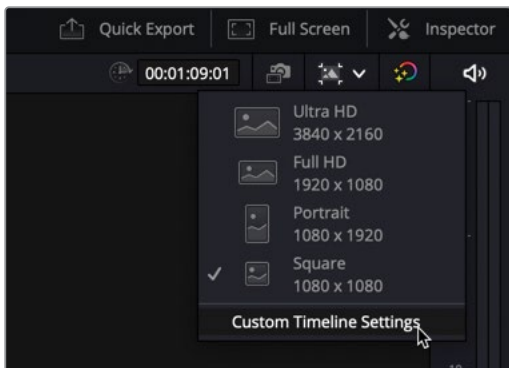 Quick Export Full Screen Inspector
00:01:09:01
Ultra HD
3840 x 2160
Full HD
1920 x 1080
Portrait
1080 x 1920
Square
1080 x 1080
Custom Timeline Settings